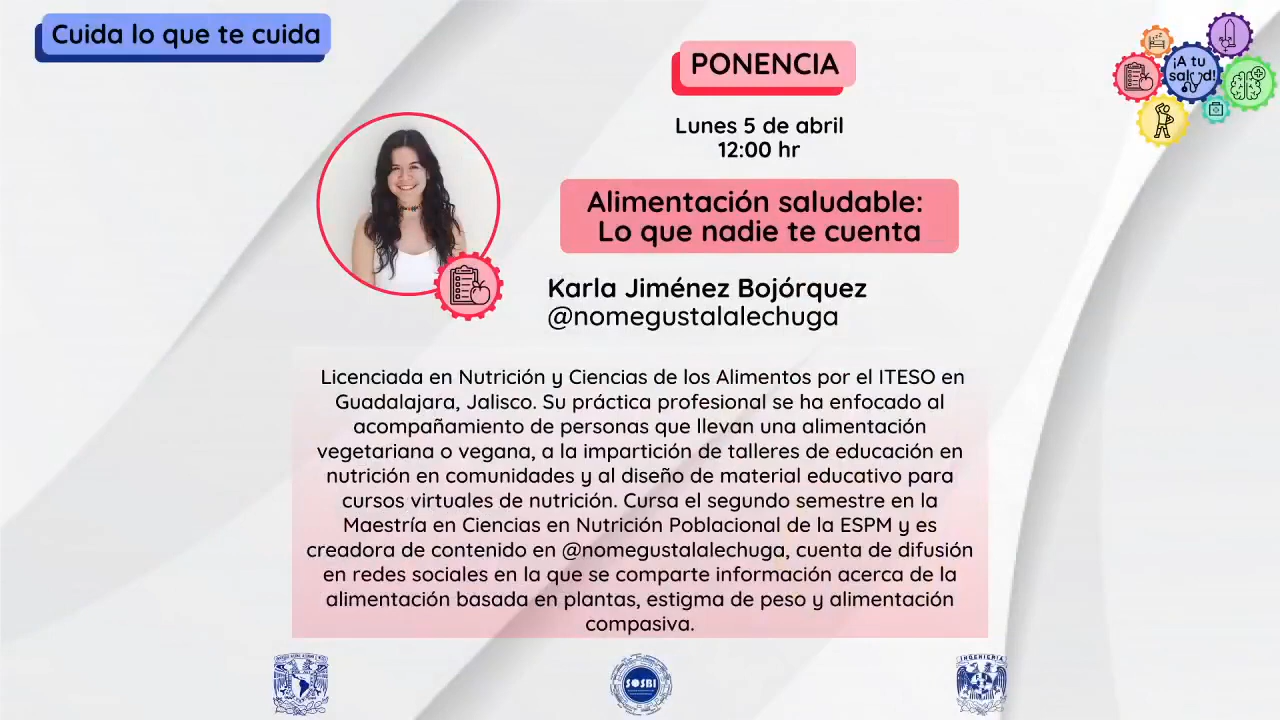 Cuida lo que te cuida
PONENCIA
¡A tu
salud!
Lunes 5 de abril
12:00 hr
Alimentación saludable:
Lo que nadie te cuenta
Karla Jiménez Bojórquez
@nomegustalalechuga
Licenciada en Nutrición y Ciencias de los Alimentos por el ITESO en
Guadalajara, Jalisco. Su práctica profesional se ha enfocado al
acompañamiento de personas que llevan una alimentación
vegetariana o vegana, a la impartición de talleres de educación en
nutrición en comunidades y al diseño de material educativo para
cursos virtuales de nutrición. Cursa el segundo semestre en la
Maestría en Ciencias en Nutrición Poblacional de la ESPM y es
creadora de contenido en @nomegustalalechuga, cuenta de difusión
en redes sociales en la que se comparte información acerca de la
alimentación basada en plantas, estigma de peso y alimentación
compasiva.
SOSBI
INGENIERIA